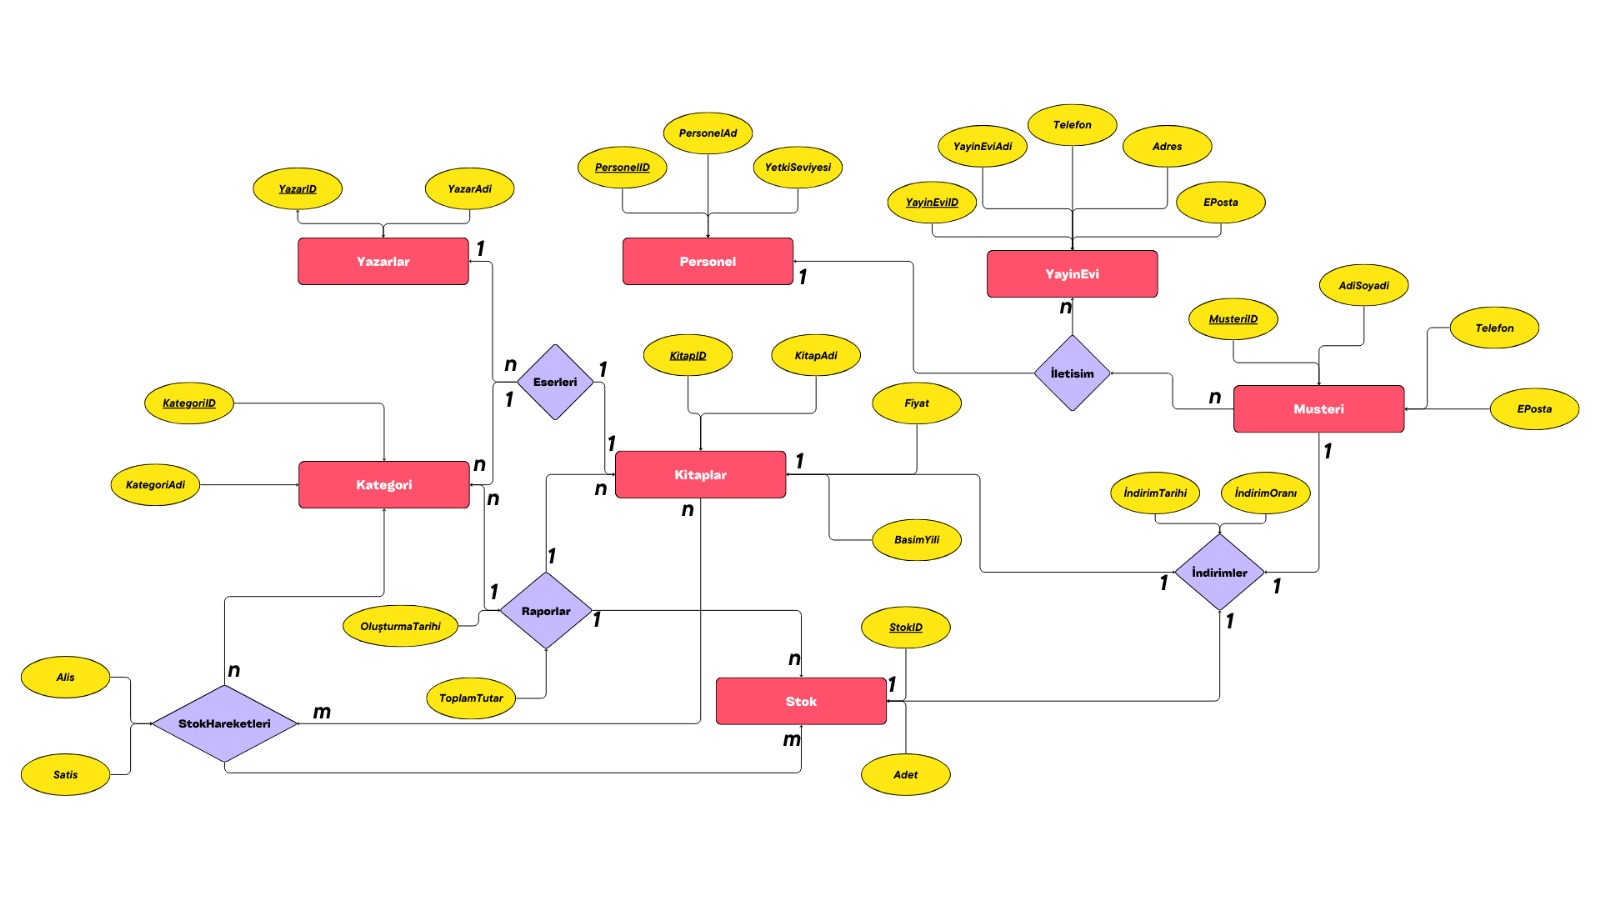 Telefon
PersonelAd
YayinEviAdi
Adres
PersonelID
YetkiSeviyesi
YazarID
YazarAdi
YayinEviID
EPosta
Yazarlar
1
Personel
1
YayinEvi
n
AdiSoyadi
MusteriID
Telefon
KitapID
KitapAdi
n
Eserleri
1
1
İletisim
KategoriID
Fiyat
n
Musteri
EPosta
1
1
1
n
Kategori
n
KategoriAdi
n
Kitaplar
n
İndirimTarihi
İndirimOranı
BasimYili
1
İndirimler
1
1
1
1
Raporlar
1
OluşturmaTarihi
StokID
1
n
n
Alis
ToplamTutar
1
m
StokHareketleri
Stok
m
Satis
Adet